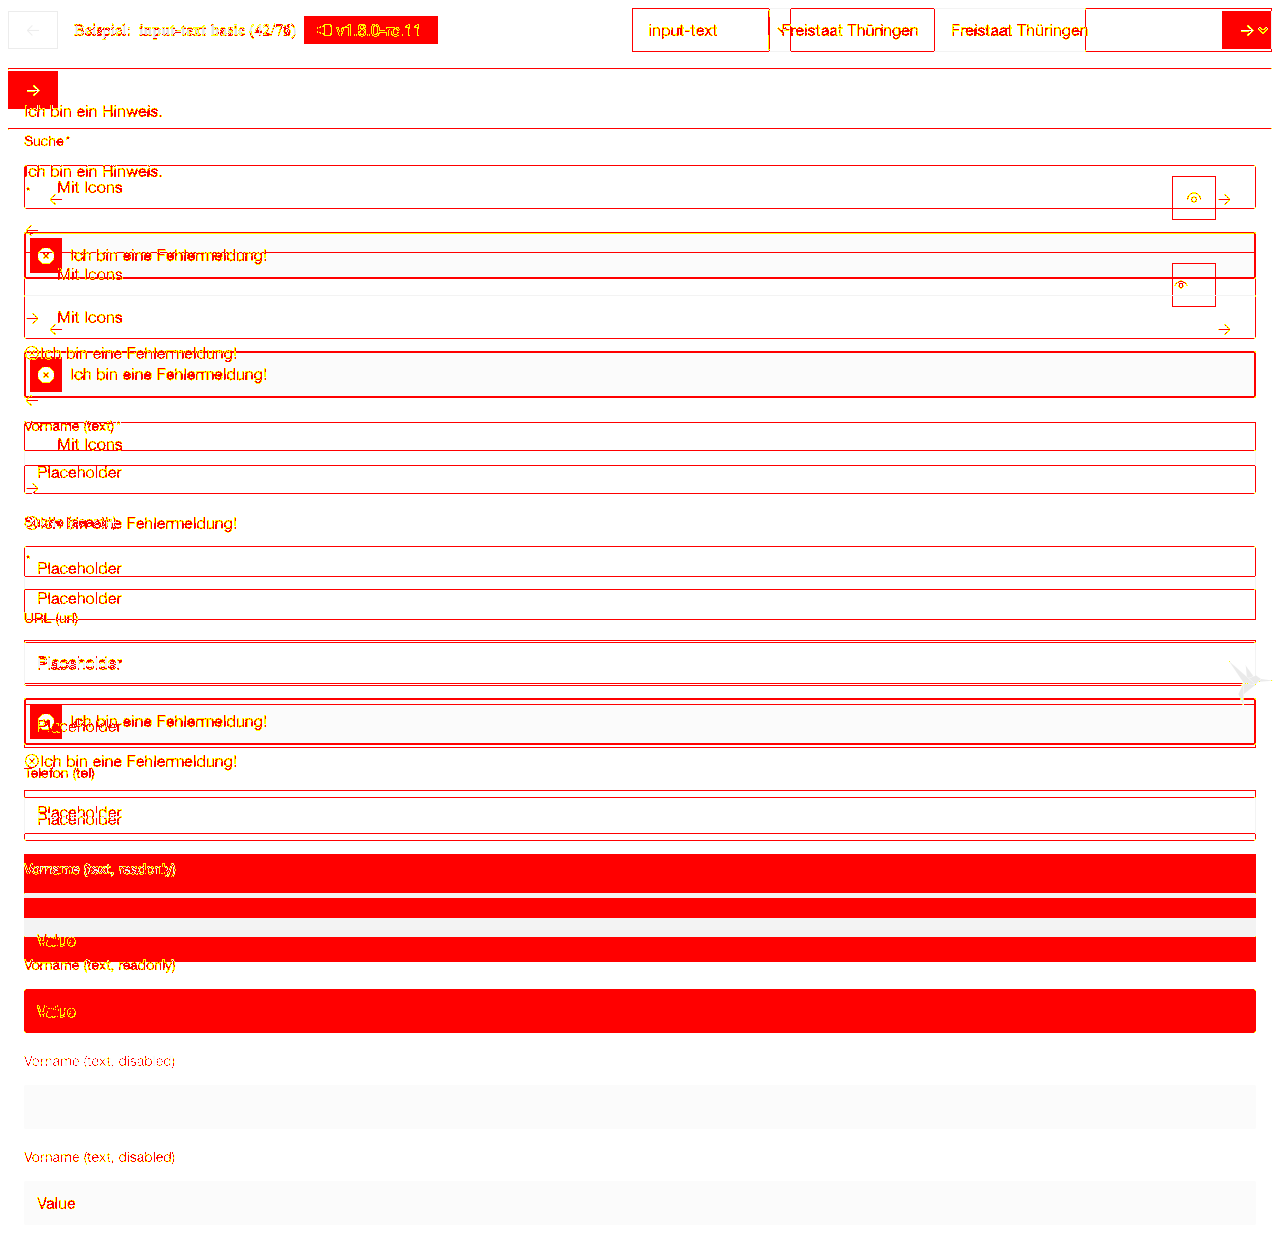 Beispiel: input-text basic
v1.6.0-rc.11
input-text
Freistaat Thüringen
Freistaat Thüringen
Ich bin ein Hinweis.
Suche*
Ich bin ein Hinweis.
Mit Icons
Ich bin eine Fehlermeldung!
Mit Icons
Mit Icons
Ich bin eine Fehlermeldung!
Ich bin eine Fehlermeldung!
Vorname (text)
Mit Icons
Placeholder
Ich bin eine Fehlermeldung!
Placeholder
Placeholder
URL (url)
Placeholder
Ich bin eine Fehlermeldung!
Placeholder
Ich bin eine Fehlermeldung!
Telefon (tel)
Placeholder
Placeholder
Vorname (text, readonly)
Value
Vorname (text, readonly)
Value
Vorname (text, disabled)
Vorname (text, disabled)
Value